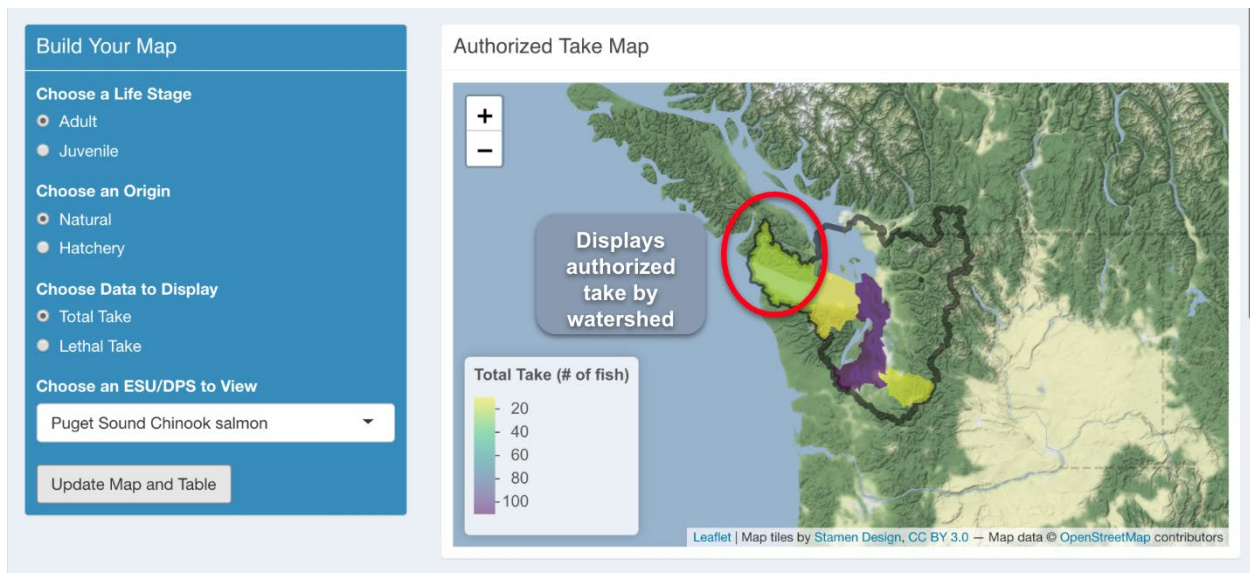 Build Your Map
Choose a Life Stage
Adult
Juvenile
Choose an Origin
Natural
Hatchery
Choose Data to Display
Total Take
Lethal Take
Choose an ESU/DPS to View
Puget Sound Chinook salmon
Update Map and Table
Authorized Take Map
+
−
Displays
authorized
take by
watershed
Total Take (# of fish)
20
40
60
80
100
Leaflet | Map tiles by Stamen Design, CC BY 3.0 — Map data © OpenStreetMap contributors